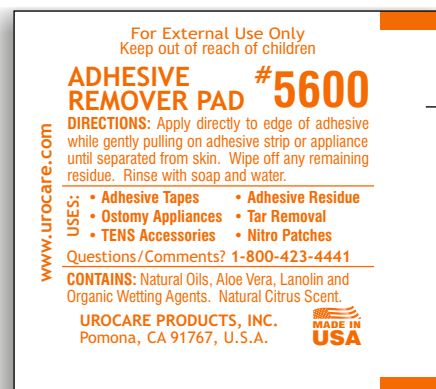 For External Use Only
Keep out of reach of children
ADHESIVE
REMOVER PAD
#5600
DIRECTIONS: Apply directly to edge of adhesive
while gently pulling on adhesive strip or appliance
until separated from skin. Wipe off any remaining
residue. Rinse with soap and water.
www.urocare.com
USES:
• Adhesive Tapes
• Ostomy Appliances
• TENS Accessories
• Adhesive Residue
• Tar Removal
• Nitro Patches
Questions/Comments? 1-800-423-4441
CONTAINS: Natural Oils, Aloe Vera, Lanolin and
Organic Wetting Agents. Natural Citrus Scent.
UROCARE PRODUCTS, INC.
Pomona, CA 91767, U.S.A.
MADE IN
USA